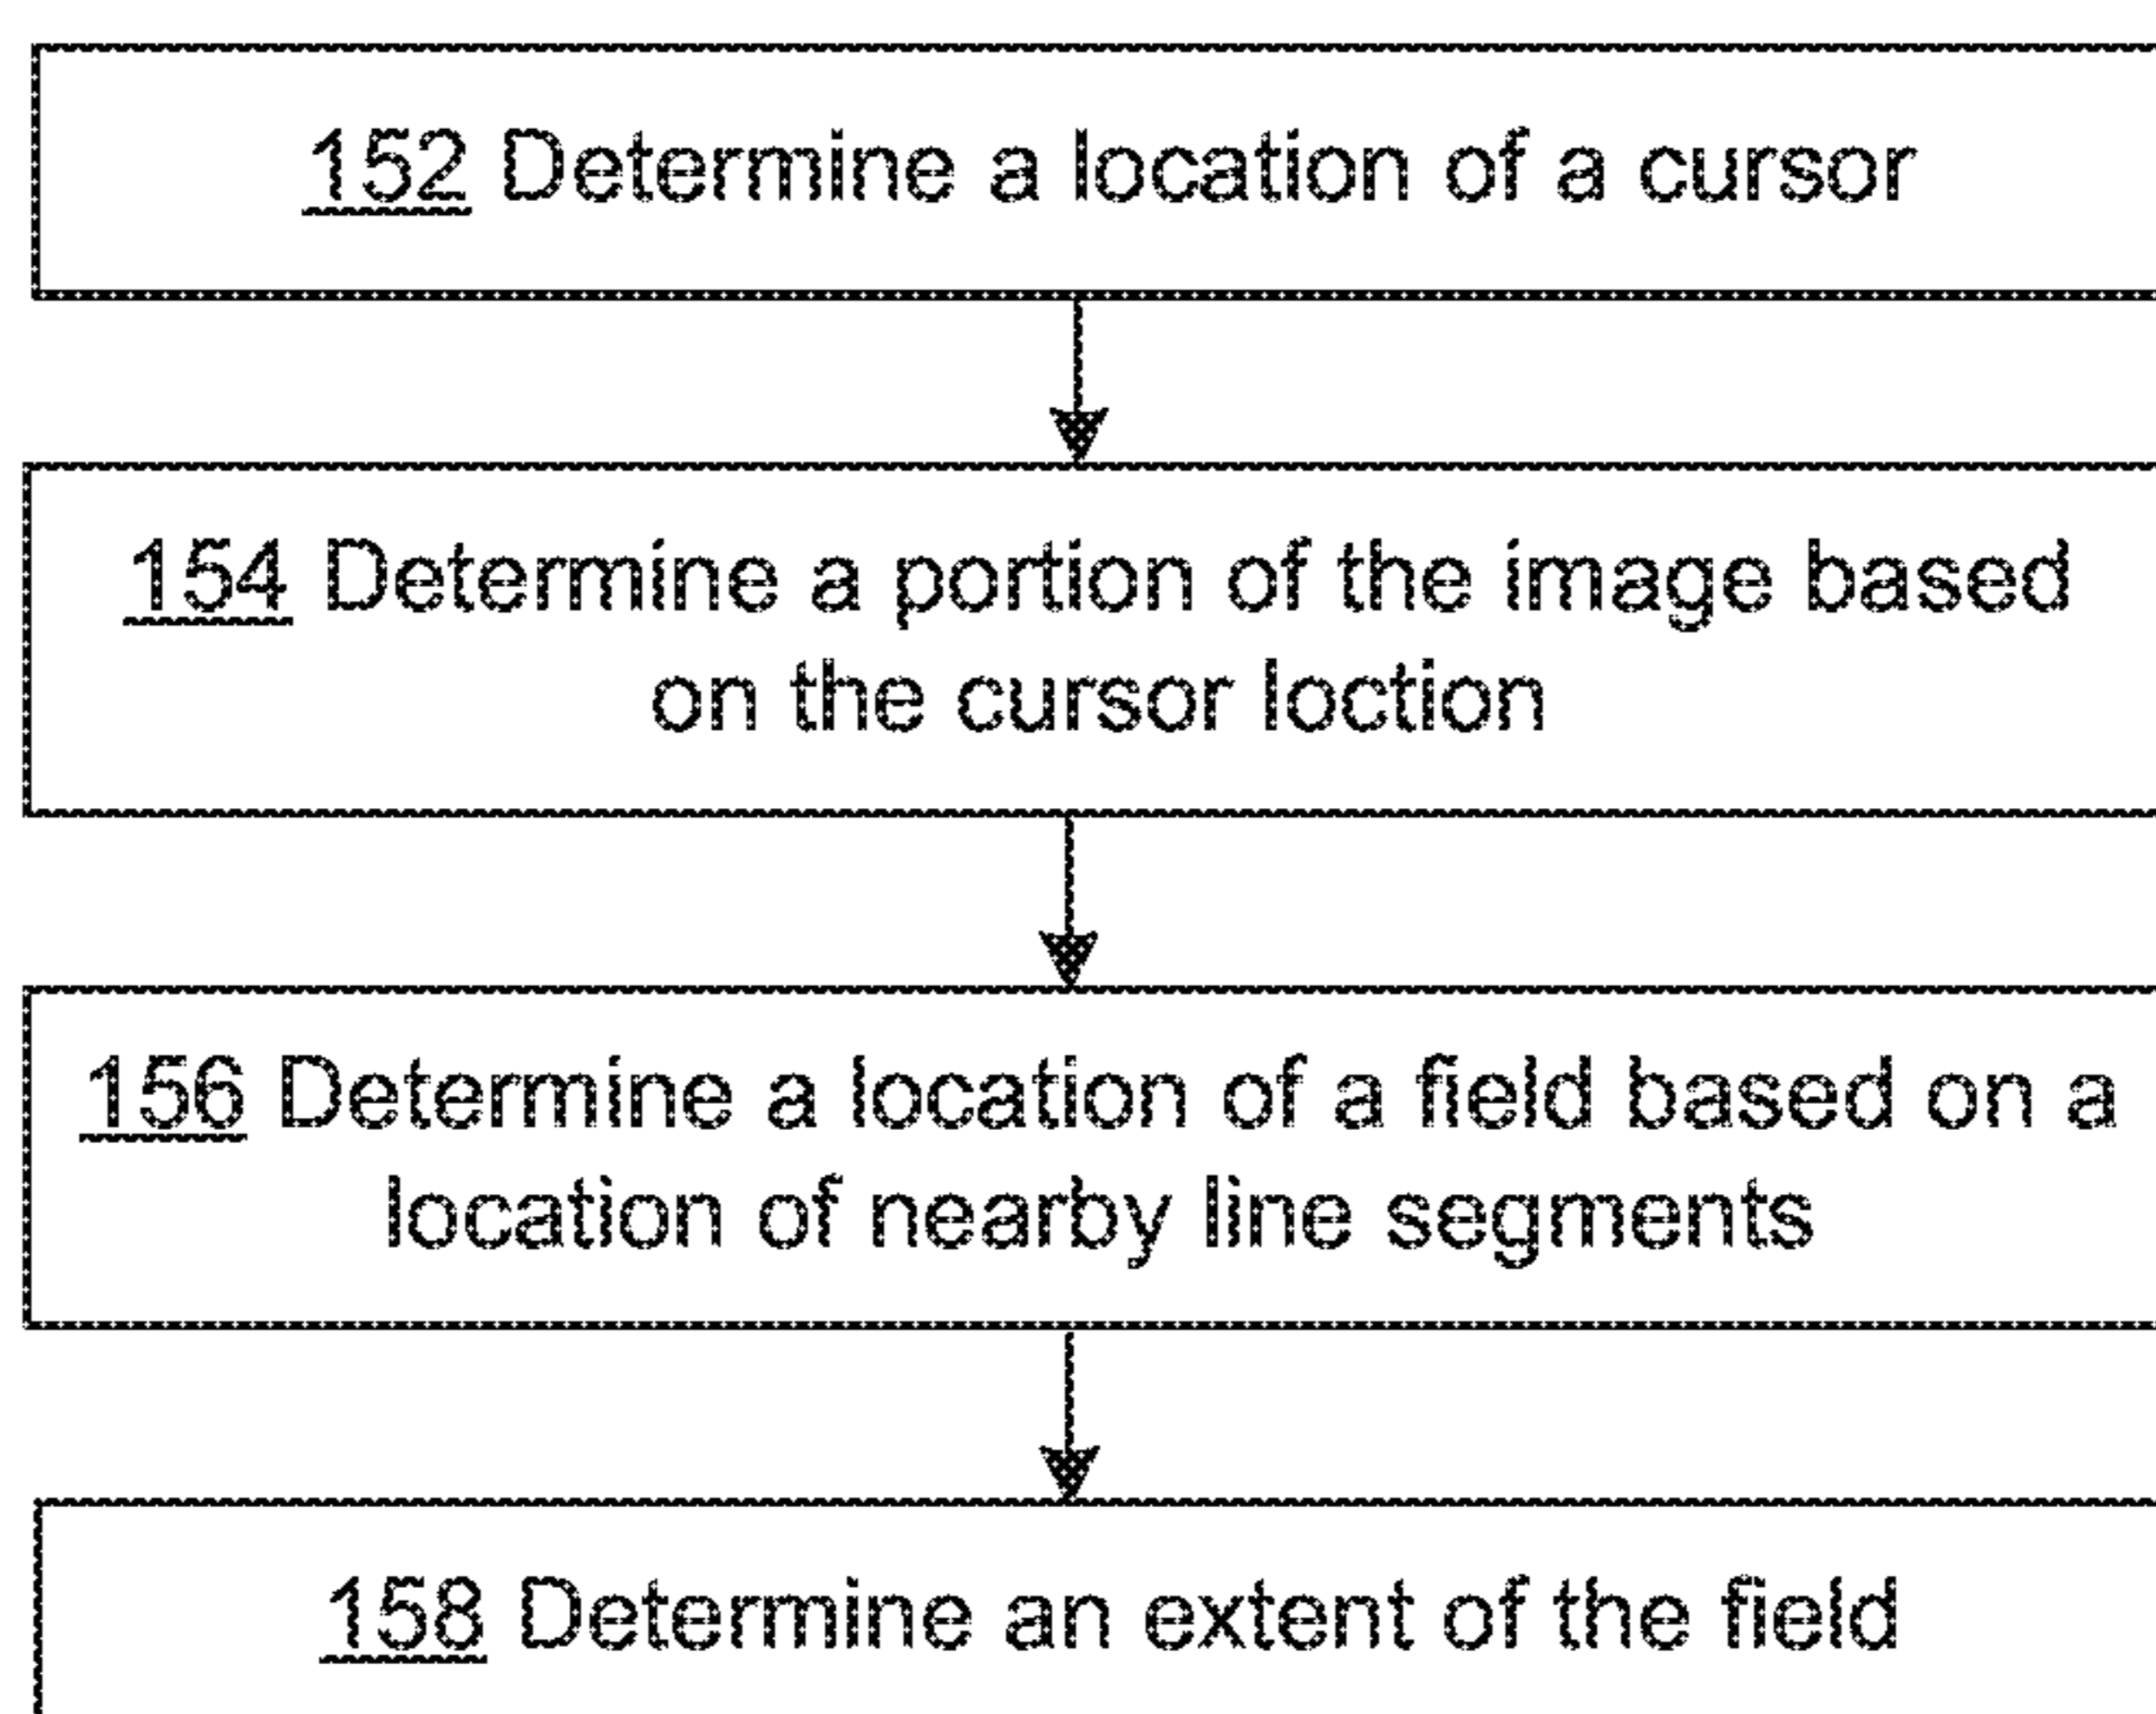 152 Determine a location of a cursor
154 Determine a portion of the image based
on the cursor loction
156 Determine a location of a field based on a
location of nearby line segments
158 Determine an extent of the field